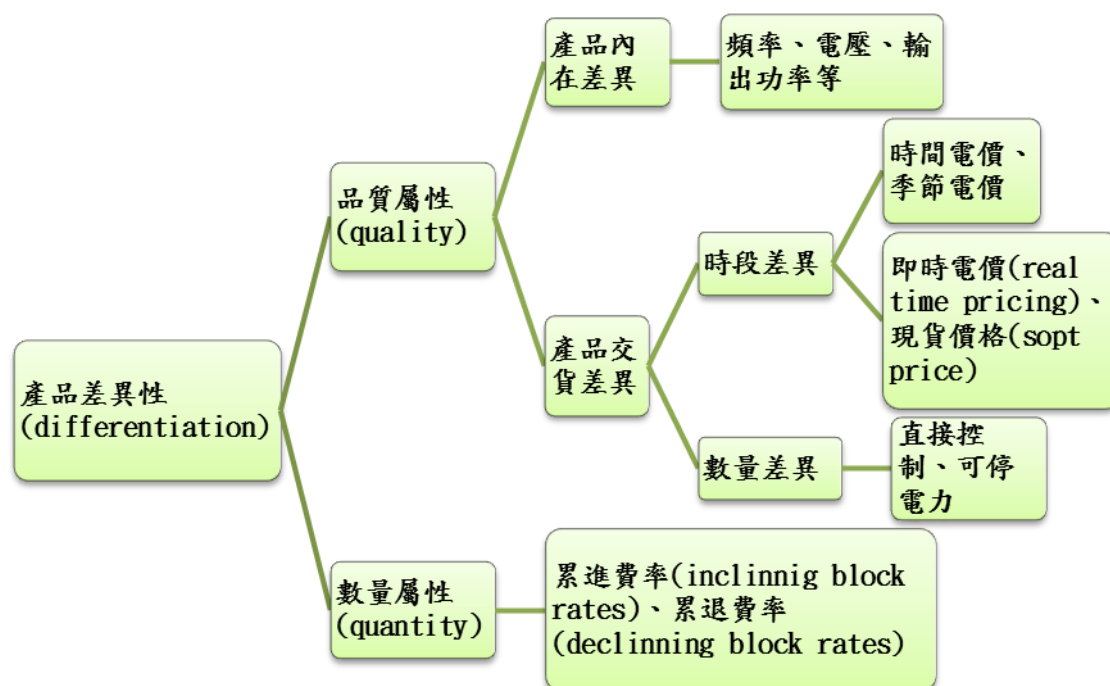 產品內
在差異
頻率、電壓、輸
出功率等
時間電價、
季節電價
品質屬性
(quality)
時段差異
即時電價(real
time pricing)、
現貨價格(sopt
price)
產品交
貨差異
產品差異性
(differentiation)
數量差異
直接控
制、可停
電力
數量屬性
(quantity)
累進費率(inclinnig block
rates)、累退費率
(declinning block rates)